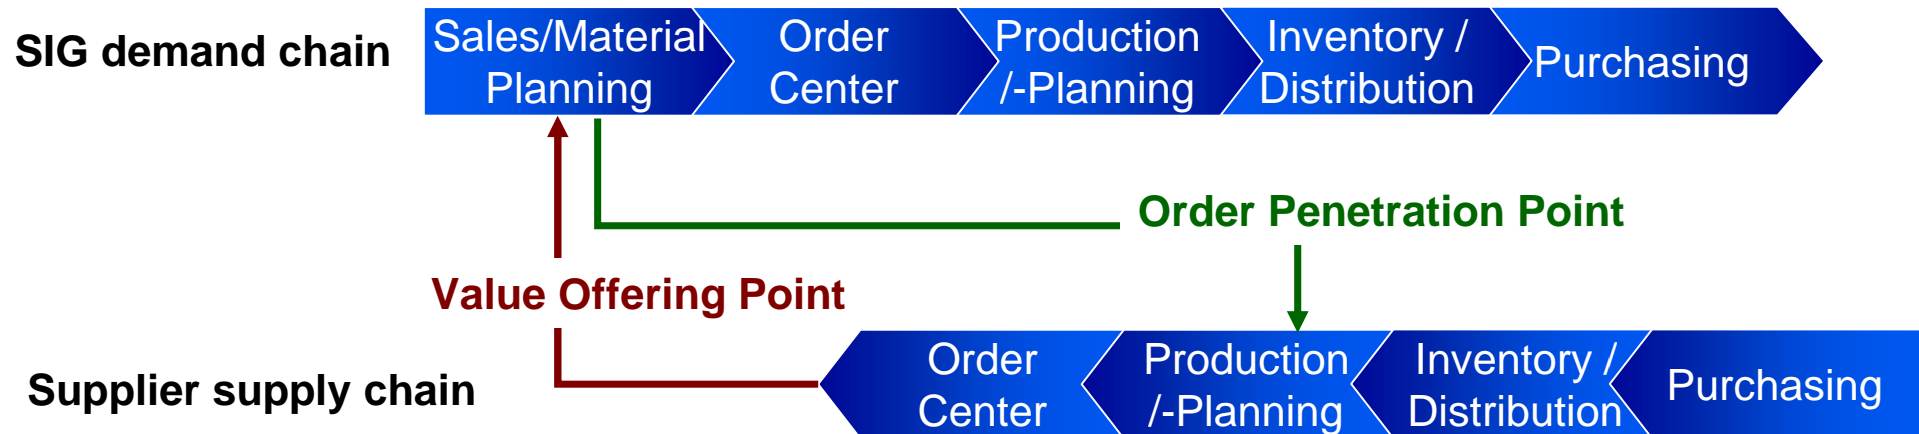 SIG demand chain
Sales/Material
Planning
Order
Center
Production
/-Planning
Inventory /
Distribution
Purchasing
Order Penetration Point
Value Offering Point
Supplier supply chain
Order
Center
Production
/-Planning
Inventory /
Distribution
Purchasing